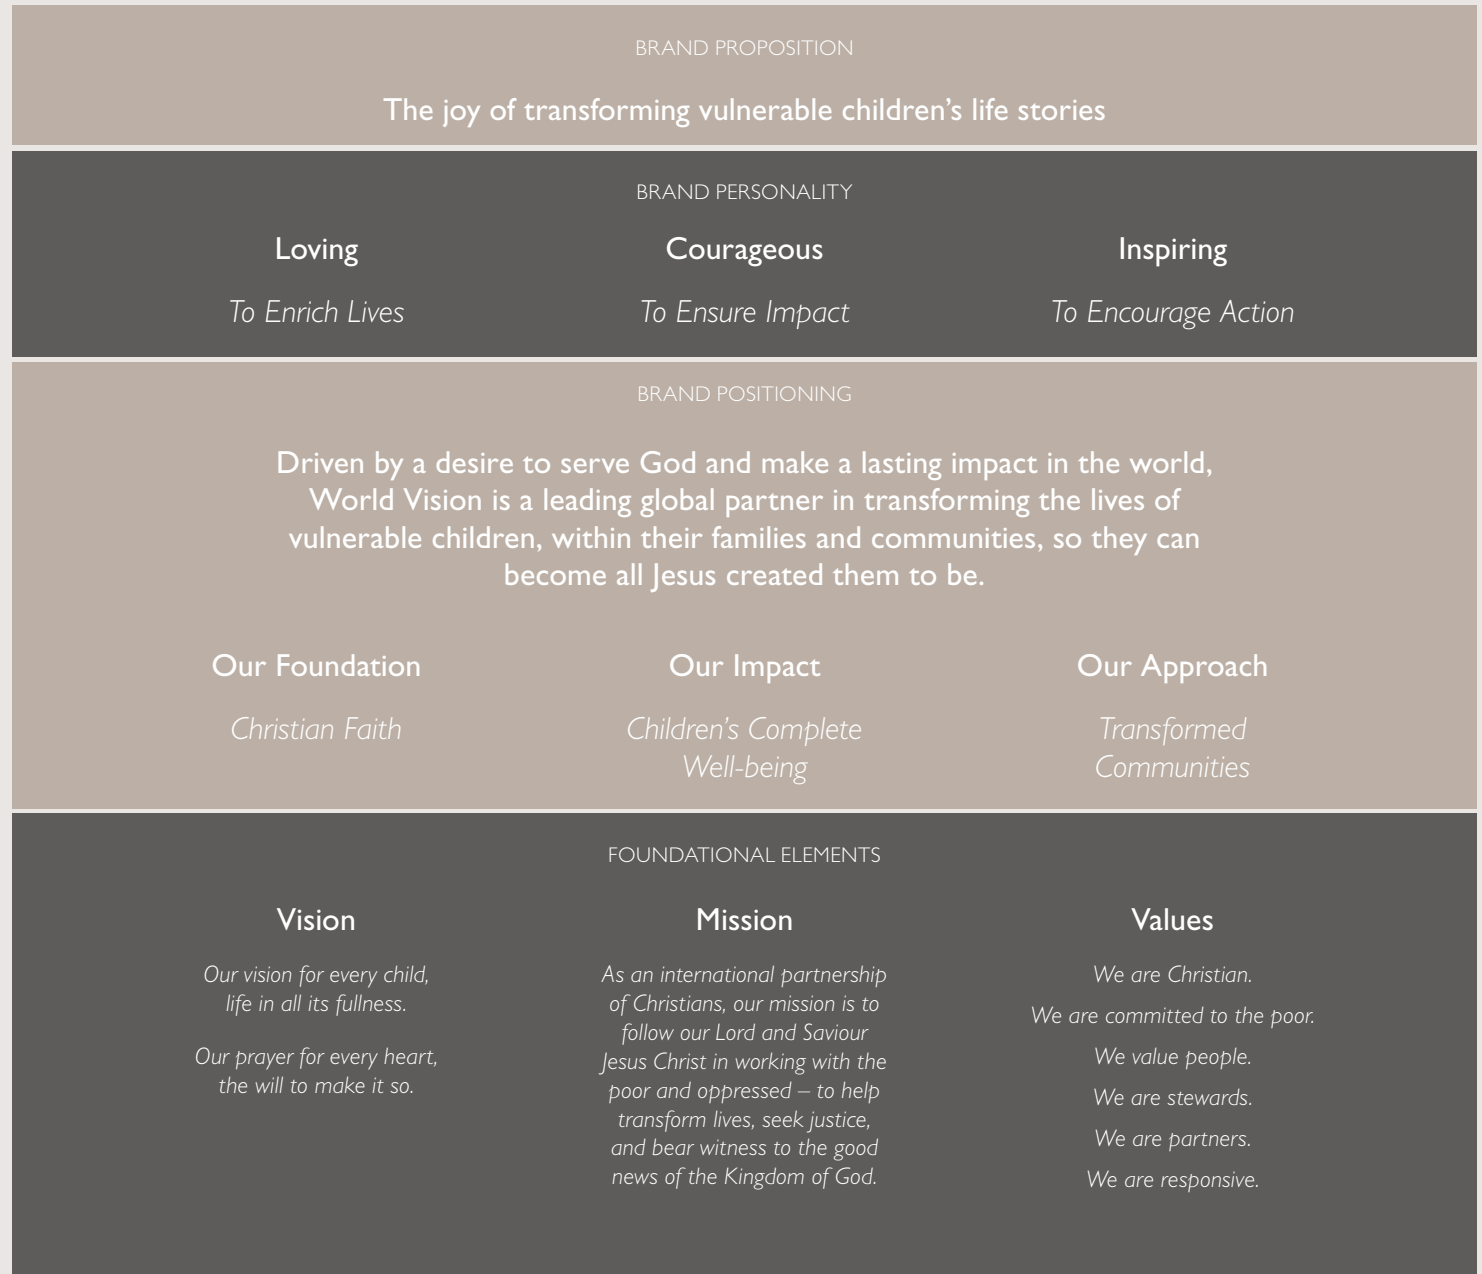 BRAND PROPOSITION
The joy of transforming vulnerable children’s life stories
BRAND PERSONALITY
Loving
To Enrich Lives
Courageous
To Ensure Impact
Inspiring
To Encourage Action
BRAND POSITIONING
Driven by a desire to serve God and make a lasting impact in the world,
World Vision is a leading global partner in transforming the lives of
vulnerable children, within their families and communities, so they can
become all Jesus created them to be.
Our Foundation
Christian Faith
Our Impact
Children’s Complete
Well-being
Our Approach
Transformed
Communities
FOUNDATIONAL ELEMENTS
Vision
Our vision for every child,
life in all its fullness.
Our prayer for every heart,
the will to make it so.
Mission
As an international partnership
of Christians, our mission is to
follow our Lord and Saviour
Jesus Christ in working with the
poor and oppressed – to help
transform lives, seek justice,
and bear witness to the good
news of the Kingdom of God.
Values
We are Christian.
We are committed to the poor.
We value people.
We are stewards.
We are partners.
We are responsive.